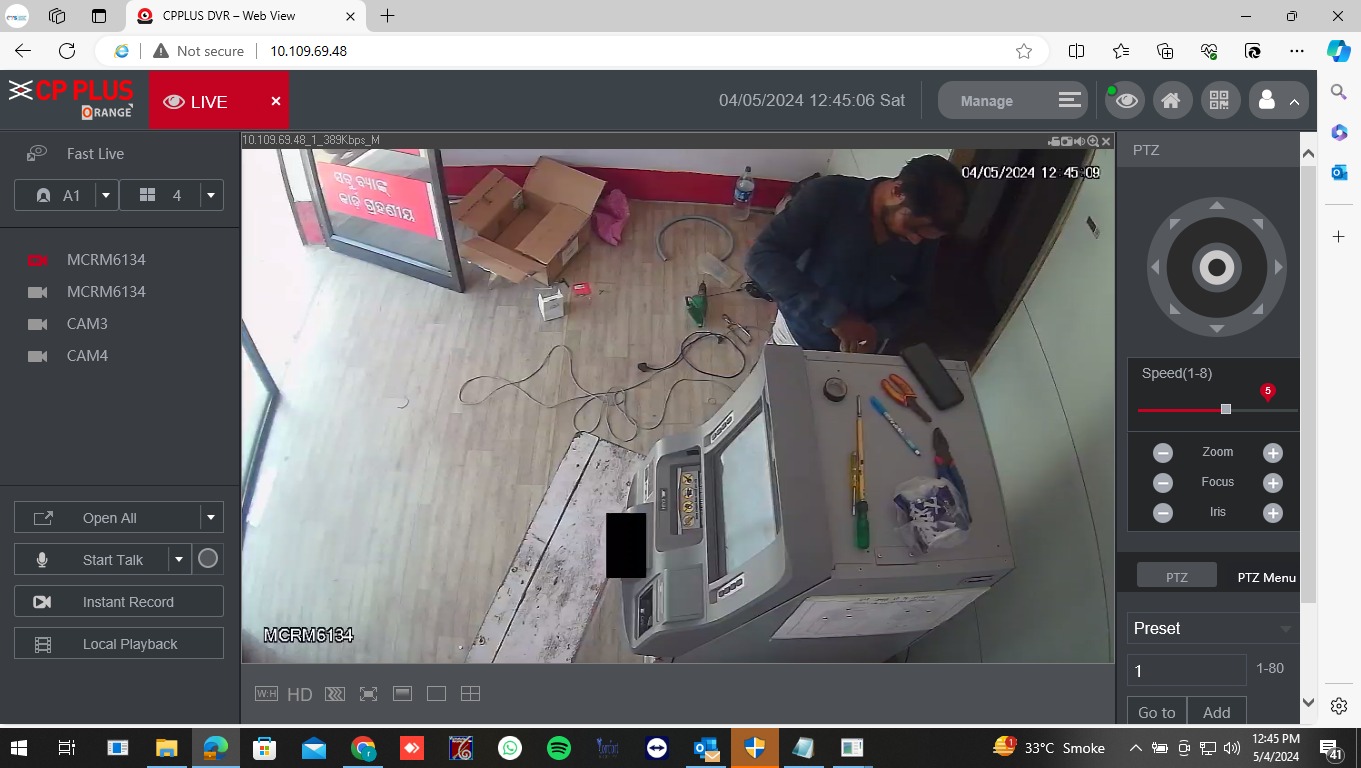 CPPLUS DVR – Web View
Not secure
10.109.69.48
CP PLUS
ORANGE
LIVE
04/05/2024 12:45:06 Sat
Manage
Fast Live
A1
4
MCRM6134
MCRM6134
CAM3
CAM4
Open All
Start Talk
Instant Record
Local Playback
10.109.69.48_1_389Kbps_M
04/05/2024 12:45:09
ସବୁ ବ୍ୟାଙ୍କ୍
କାର୍ଡ ଗ୍ରହଣୀୟ
MCRM6134
W:H
HD
PTZ
Speed(1-8)
5
Zoom
Focus
Iris
PTZ
PTZ Menu
Preset
1
1-80
Go to
Add
33°C Smoke
12:45 PM
5/4/2024
41